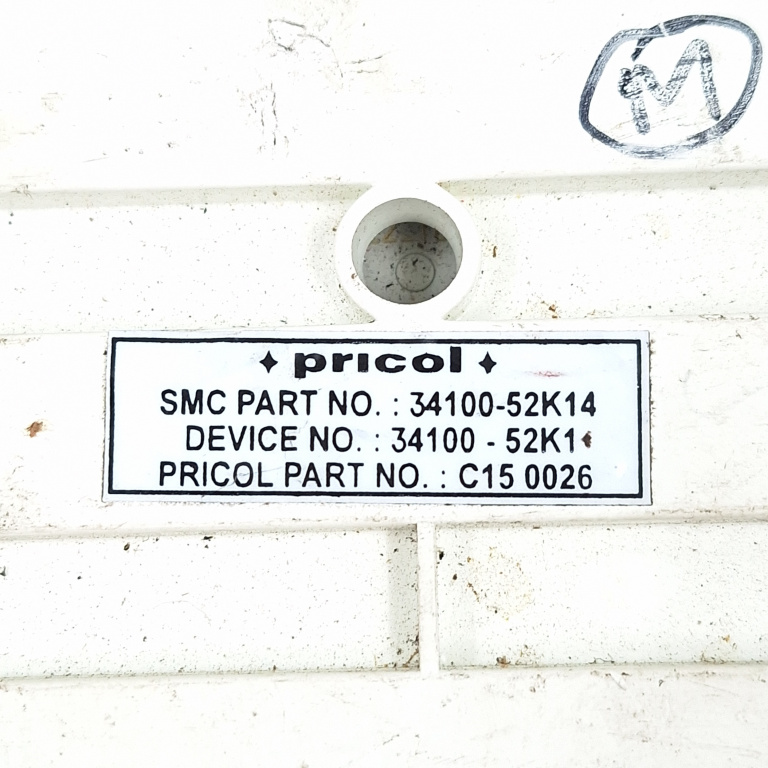 M
pricol
SMC PART NO. : 34100-52K14
DEVICE NO. : 34100 - 52K1
PRICOL PART NO. : C15 0026